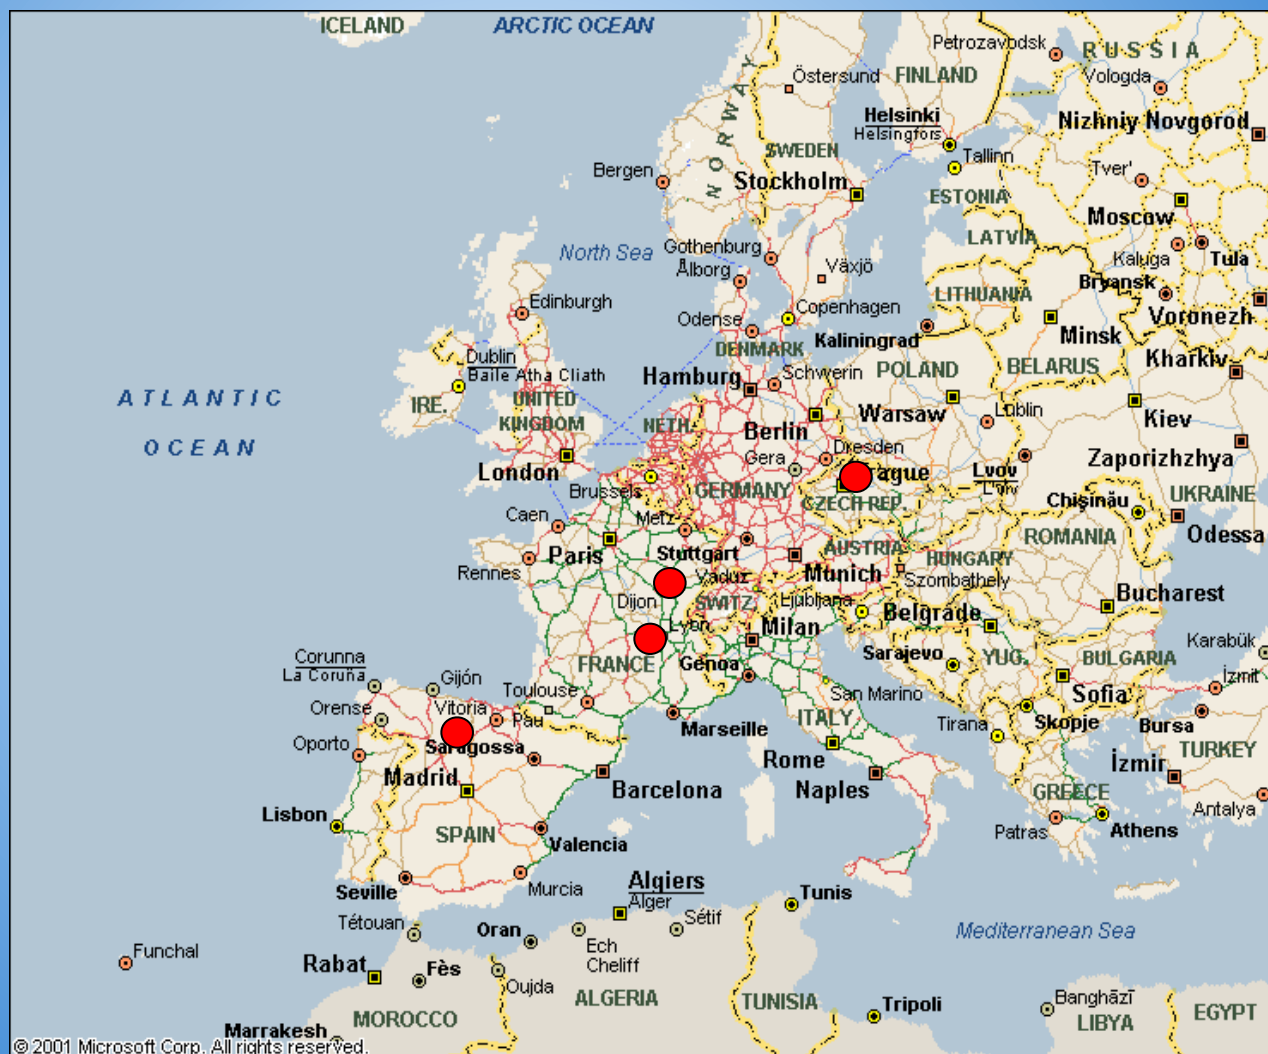 ICELAND
ARCTIC OCEAN
Petrozavodsk
RUSSIA
Östersund
FINLAND
Vologda
NORWAY
Helsinki
Helsingfors
Nizhniy Novgorod
SWEDEN
Tallinn
Bergen
Stockholm
ESTONIA
Tver'
Moscow
North Sea
Gothenburg
LATVIA
Kaluga
Tula
Ålborg
Växjö
Bryansk
Edinburgh
LITHUANIA
Odense
Copenhagen
Voronezh
Kaliningrad
Minsk
DENMARK
Dublin
Baile Atha Cliath
Hamburg
Schwerin
POLAND
BELARUS
Kharkiv
ATLANTIC
OCEAN
IRE.
UNITED
KINGDOM
NETH.
Berlin
Warsaw
Lublin
Kiev
London
Gera
Dresden
Lvov
L'viv
Zaporizhzhya
Brussels
GERMANY
ague
CZECH REP.
Chişinău
UKRAINE
Caen
Metz
Paris
Stuttgart
AUSTRIA
HUNGARY
ROMANIA
Odessa
Rennes
Vaduz
Munich
Szombathely
Dijon
SWITZ.
Ljubljana
Belgrade
Bucharest
Lyon
Milan
Corunna
La Coruña
FRANCE
Genoa
Sarajevo
YUG.
BULGARIA
Karabük
Gijón
Toulouse
San Marino
Sofia
İzmit
Orense
Vitoria
Pau
Marseille
ITALY
Tirana
Skopje
Bursa
Oporto
Saragossa
Rome
TURKEY
Madrid
Barcelona
Naples
GREECE
İzmir
Lisbon
SPAIN
Valencia
Patras
Athens
Antalya
Seville
Murcia
Algiers
Alger
Tunis
Tétouan
Oran
Sétif
Mediterranean Sea
Funchal
Ech
Cheliff
Rabat
Fès
Oujda
ALGERIA
TUNISIA
Tripoli
Banghāzī
LIBYA
EGYPT
MOROCCO
Marrakesh
© 2001 Microsoft Corp. All rights reserved.